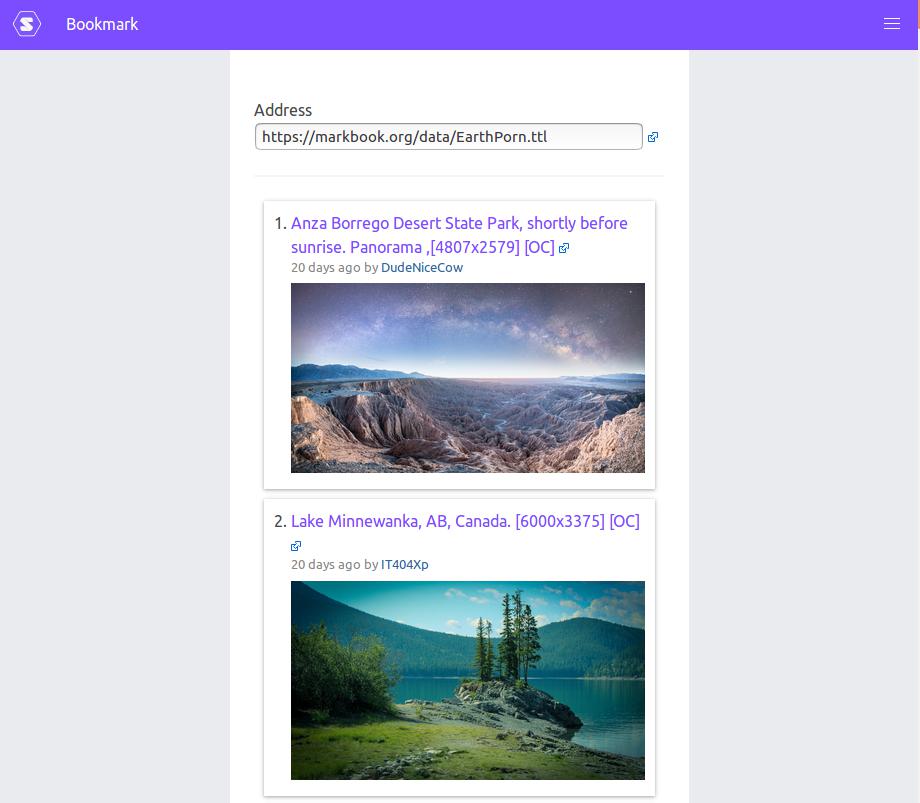 S
Bookmark
Address
https://markbook.org/data/EarthPorn.ttl
1. Anza Borrego Desert State Park, shortly before
sunrise. Panorama ,[4807x2579] [OC]
20 days ago by DudeNiceCow
2. Lake Minnewanka, AB, Canada. [6000x3375] [OC]
20 days ago by IT404Xp